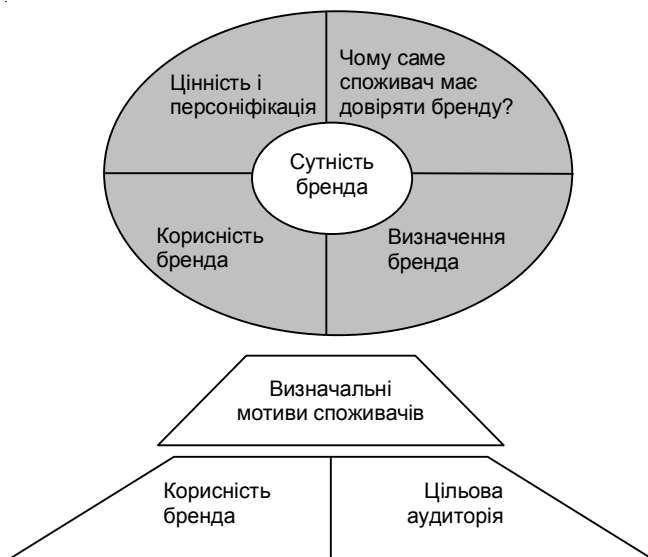 Цінність і
персоніфікація
Чому саме
споживач має
довіряти бренду?
Сутність
бренда
Корисність
бренда
Визначення
бренда
Визначальні
мотиви споживачів
Корисність
бренда
Цільова
аудиторія